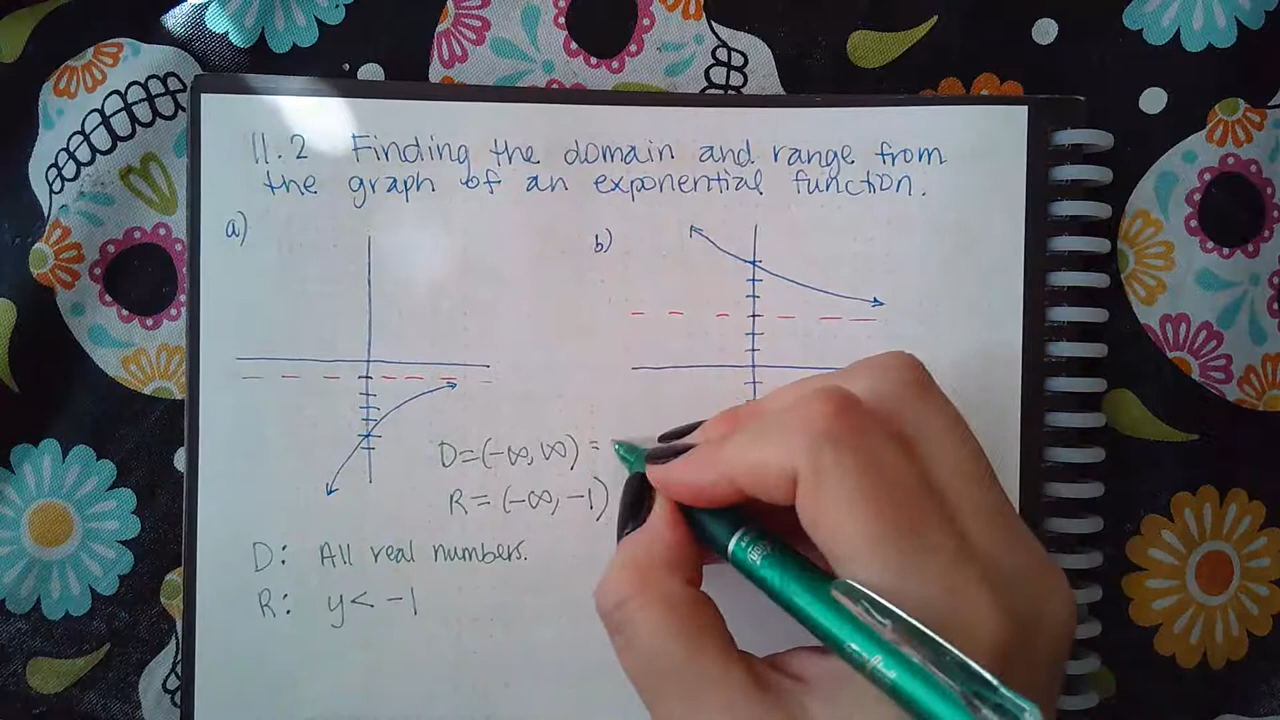 11.2 Finding the domain and range from
the graph of an exponential function.
a)
b)
D=(-∞,∞) =
R=(-∞,-1)
D: All real numbers.
R: y< -1